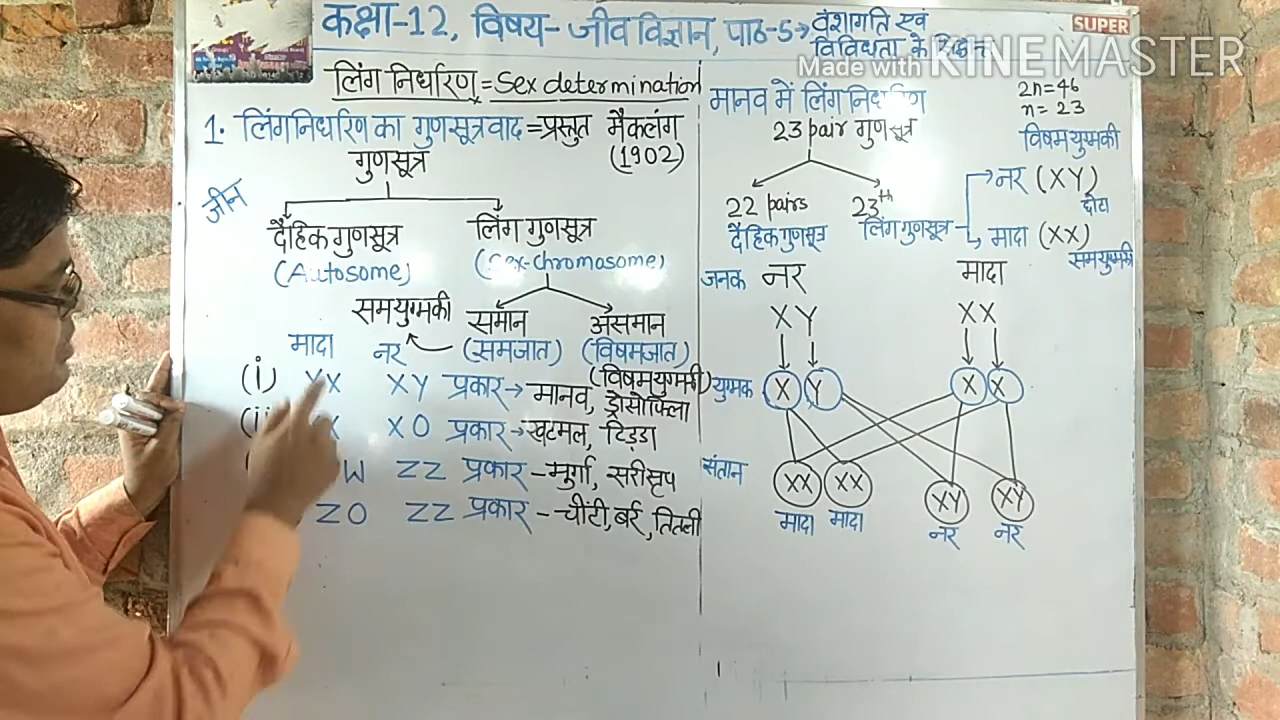 कक्षा-12, विषय- जीव विज्ञान, पाठ-5→ वंशागति एवं
विविधता के सिद्धान्त
SUPER
Made with KINEMASTER
लिंग निर्धारण = Sex determination
1. लिंग निर्धारण का गुणसूत्रवाद = प्रस्तुत मैकलंग
(1902)
गुणसूत्र
जीन
दैहिक गुणसूत्र
(Autosome)
लिंग गुणसूत्र
(Sex-chromosome)
समयुग्मकी
समान
(समजात)
असमान
(विषमजात)
(विषमयुग्मकी)
मादा नर
(i) XX XY प्रकार → मानव, ड्रोसोफिला
XO प्रकार → खटमल, टिड्डा
W ZZ प्रकार - मुर्गा, सरीसृप
ZO ZZ प्रकार - चींटी, बर्र, तितली
मानव में लिंग निर्धारण
2n=46
n=23
23 pair गुणसूत्र
विषमयुग्मकी
22 pairs
दैहिक गुणसूत्र
23th
लिंग गुणसूत्र
नर (XY)
छोटा
मादा (XX)
समयुग्मकी
जनक नर मादा
XY XX
युग्मक X Y X X
संतान XX XX XY XY
मादा मादा नर नर